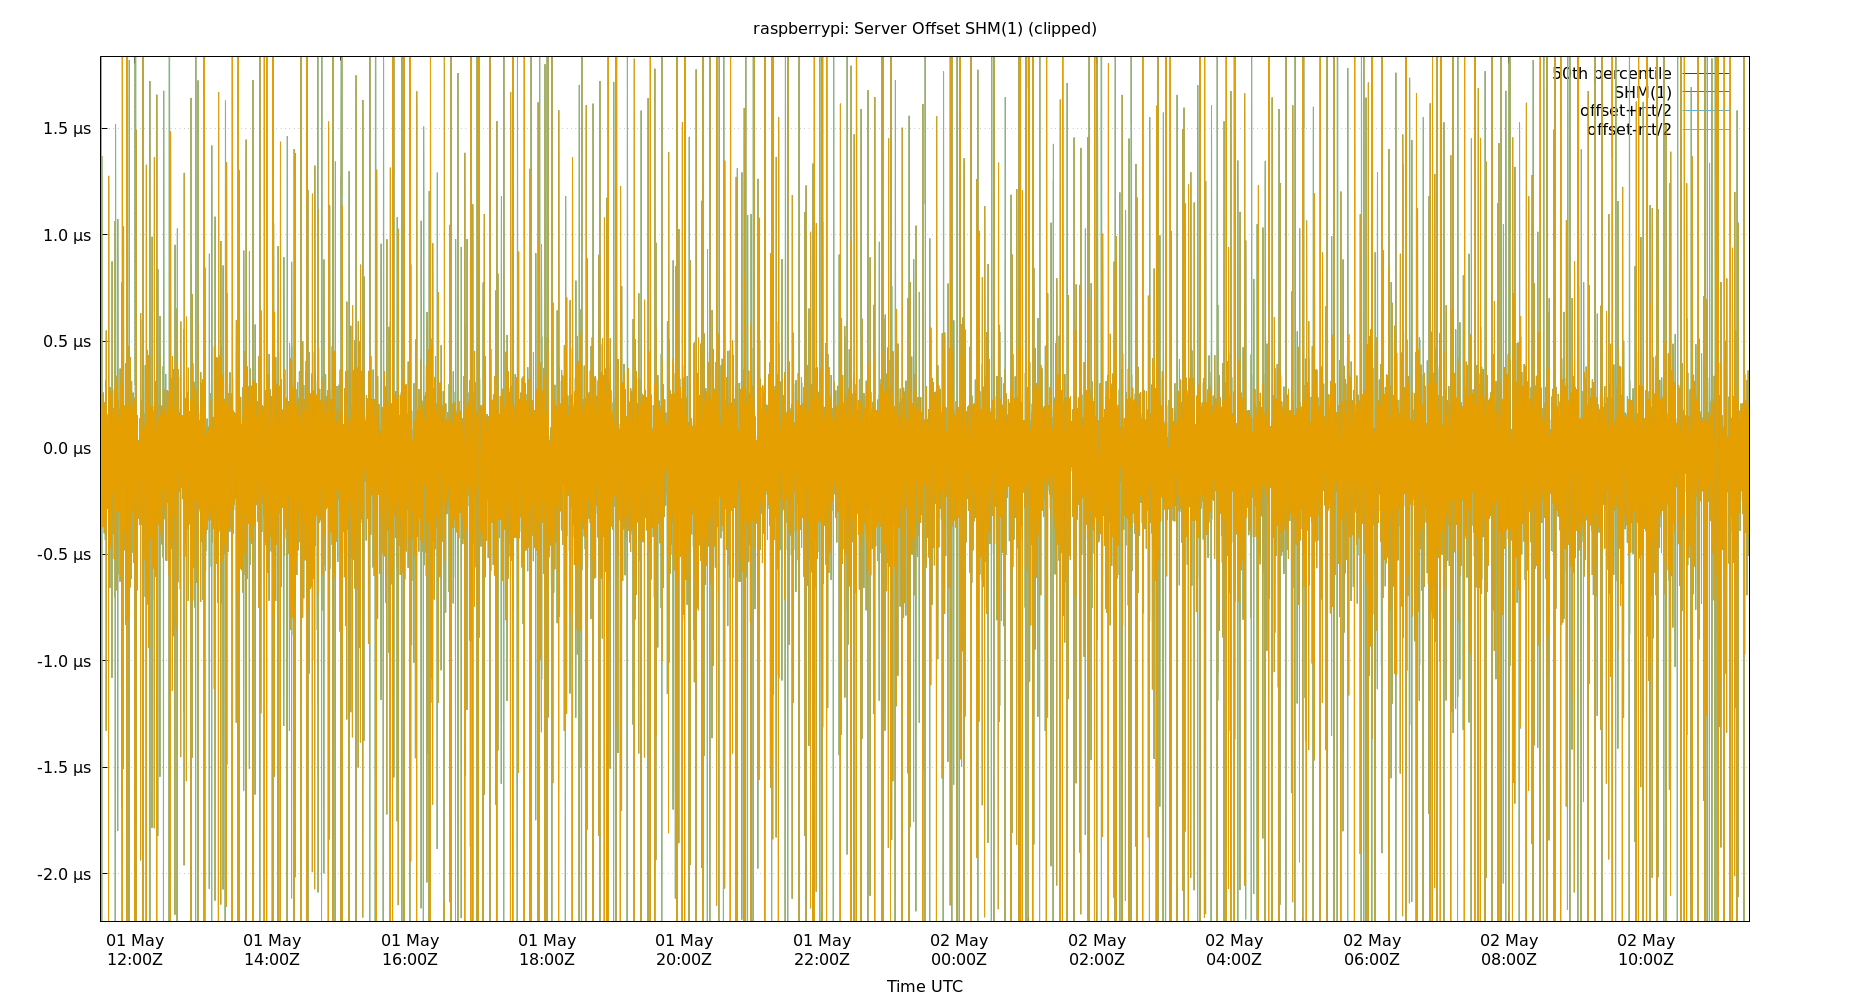 raspberrypi: Server Offset SHM(1) (clipped)
50th percentile
SHM(1)
offset+rtt/2
offset-rtt/2
1.5 µs
1.0 µs
0.5 µs
0.0 µs
-0.5 µs
-1.0 µs
-1.5 µs
-2.0 µs
01 May 01 May 01 May 01 May 01 May 01 May 02 May 02 May 02 May 02 May 02 May 02 May
12:00Z 14:00Z 16:00Z 18:00Z 20:00Z 22:00Z 00:00Z 02:00Z 04:00Z 06:00Z 08:00Z 10:00Z
Time UTC